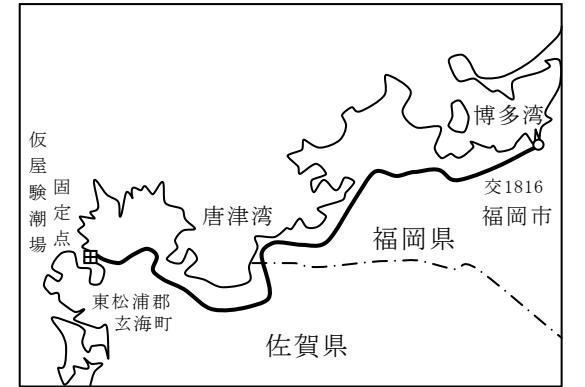 仮屋験潮場
固定点
東松浦郡
玄海町
唐津湾
博多湾
交1816
福岡市
福岡県
佐賀県